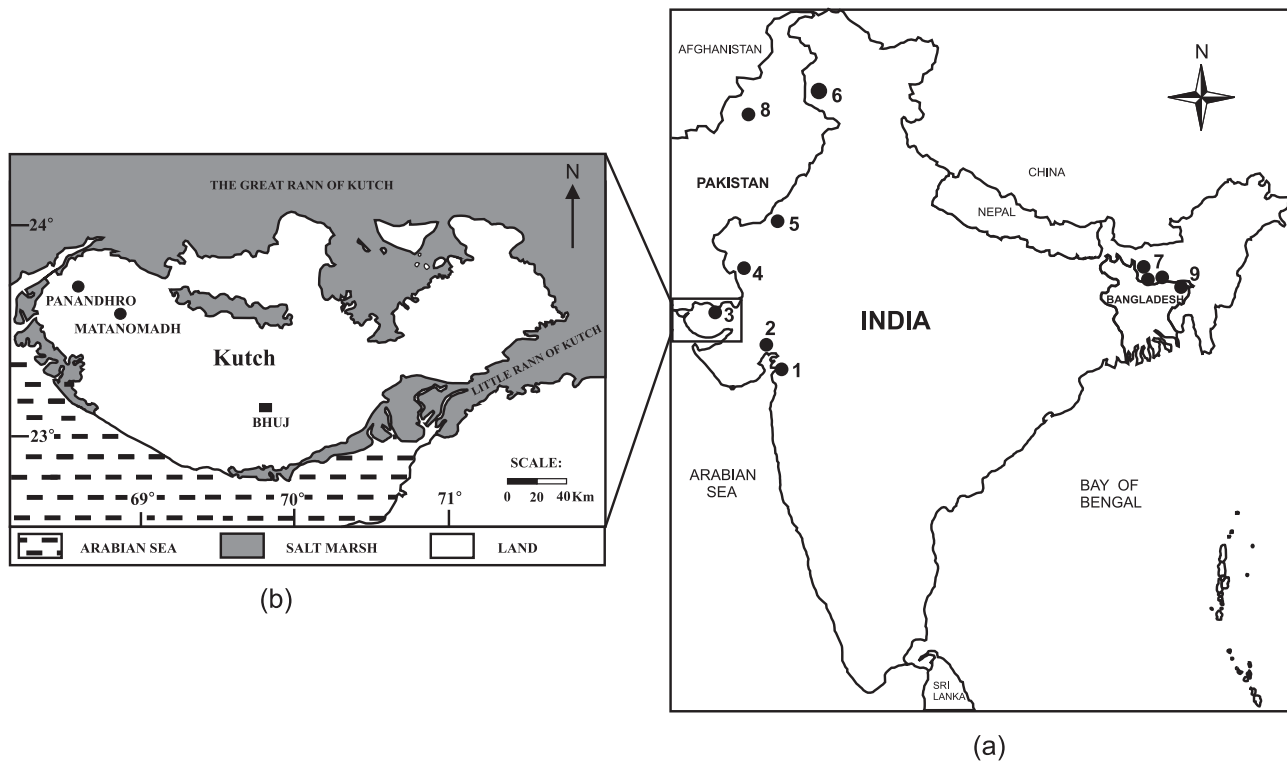 THE GREAT RANN OF KUTCH
N
24°
PANANDHRO
MATANOMADH
Kutch
LITTLE RANN OF KUTCH
BHUJ
23°
SCALE:
0 20 40 Km
69°
70°
71°
ARABIAN SEA
SALT MARSH
LAND
(b)
AFGHANISTAN
N
6
8
PAKISTAN
CHINA
NEPAL
5
4
7
9
BANGLADESH
3
INDIA
2
1
ARABIAN
SEA
BAY OF
BENGAL
SRI
LANKA
(a)